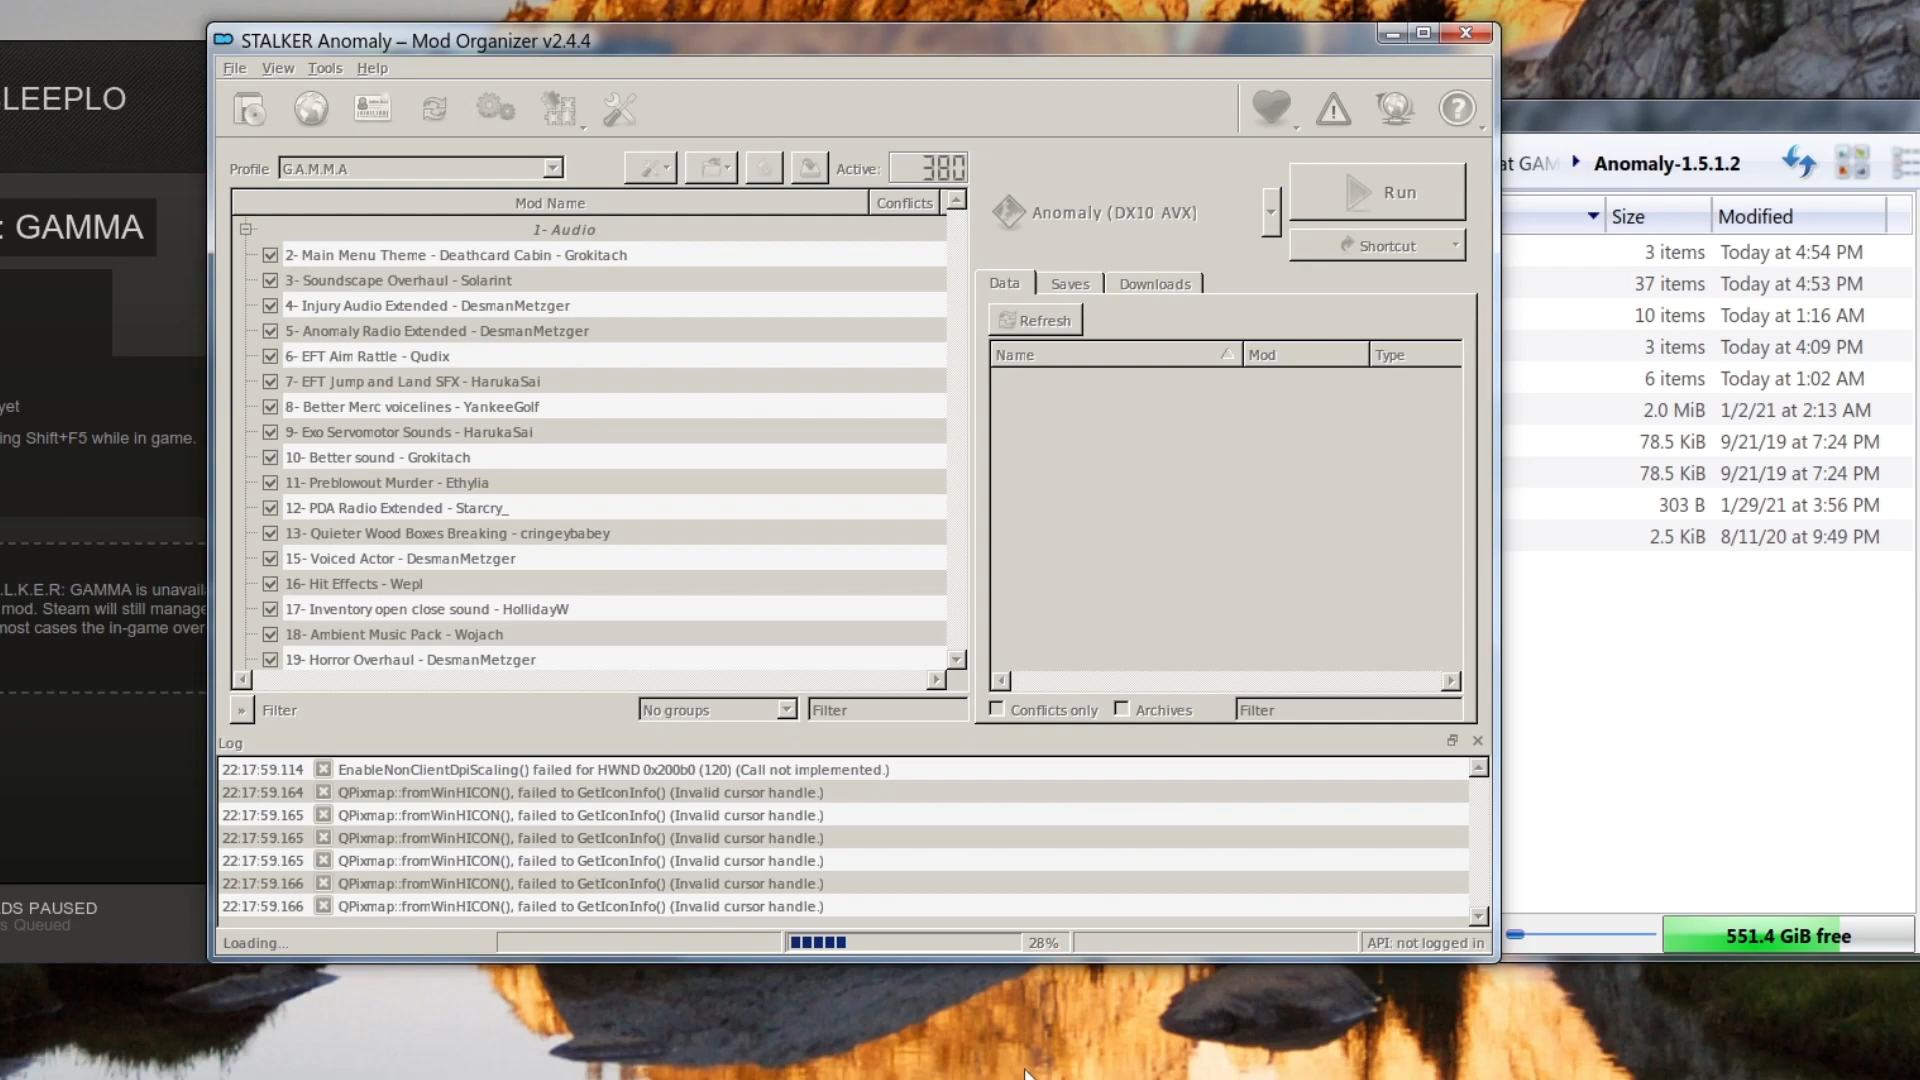 STALKER Anomaly – Mod Organizer v2.4.4
File View Tools Help
LEEPLO
: GAMMA
yet
ing Shift+F5 while in game.
.L.K.E.R: GAMMA is unavail
mod. Steam will still manage
most cases the in-game over
DS PAUSED
s Queued
Profile G.A.M.M.A Active: 380
Mod Name Conflicts
1- Audio
2- Main Menu Theme - Deathcard Cabin - Grokitach
3- Soundscape Overhaul - Solarint
4- Injury Audio Extended - DesmanMetzger
5- Anomaly Radio Extended - DesmanMetzger
6- EFT Aim Rattle - Qudix
7- EFT Jump and Land SFX - HarukaSai
8- Better Merc voicelines - YankeeGolf
9- Exo Servomotor Sounds - HarukaSai
10- Better sound - Grokitach
11- Preblowout Murder - Ethylia
12- PDA Radio Extended - Starcry_
13- Quieter Wood Boxes Breaking - cringeybabey
15- Voiced Actor - DesmanMetzger
16- Hit Effects - Wepl
17- Inventory open close sound - HollidayW
18- Ambient Music Pack - Wojach
19- Horror Overhaul - DesmanMetzger
» Filter No groups Filter
Anomaly (DX10 AVX) Run
Shortcut
Data Saves Downloads
Refresh
Name Mod Type
Conflicts only Archives Filter
Log
22:17:59.114 EnableNonClientDpiScaling() failed for HWND 0x200b0 (120) (Call not implemented.)
22:17:59.164 QPixmap::fromWinHICON(), failed to GetIconInfo() (Invalid cursor handle.)
22:17:59.165 QPixmap::fromWinHICON(), failed to GetIconInfo() (Invalid cursor handle.)
22:17:59.165 QPixmap::fromWinHICON(), failed to GetIconInfo() (Invalid cursor handle.)
22:17:59.165 QPixmap::fromWinHICON(), failed to GetIconInfo() (Invalid cursor handle.)
22:17:59.166 QPixmap::fromWinHICON(), failed to GetIconInfo() (Invalid cursor handle.)
22:17:59.166 QPixmap::fromWinHICON(), failed to GetIconInfo() (Invalid cursor handle.)
Loading... 28% API: not logged in
at GAM Anomaly-1.5.1.2
Size Modified
3 items Today at 4:54 PM
37 items Today at 4:53 PM
10 items Today at 1:16 AM
3 items Today at 4:09 PM
6 items Today at 1:02 AM
2.0 MiB 1/2/21 at 2:13 AM
78.5 KiB 9/21/19 at 7:24 PM
78.5 KiB 9/21/19 at 7:24 PM
303 B 1/29/21 at 3:56 PM
2.5 KiB 8/11/20 at 9:49 PM
551.4 GiB free